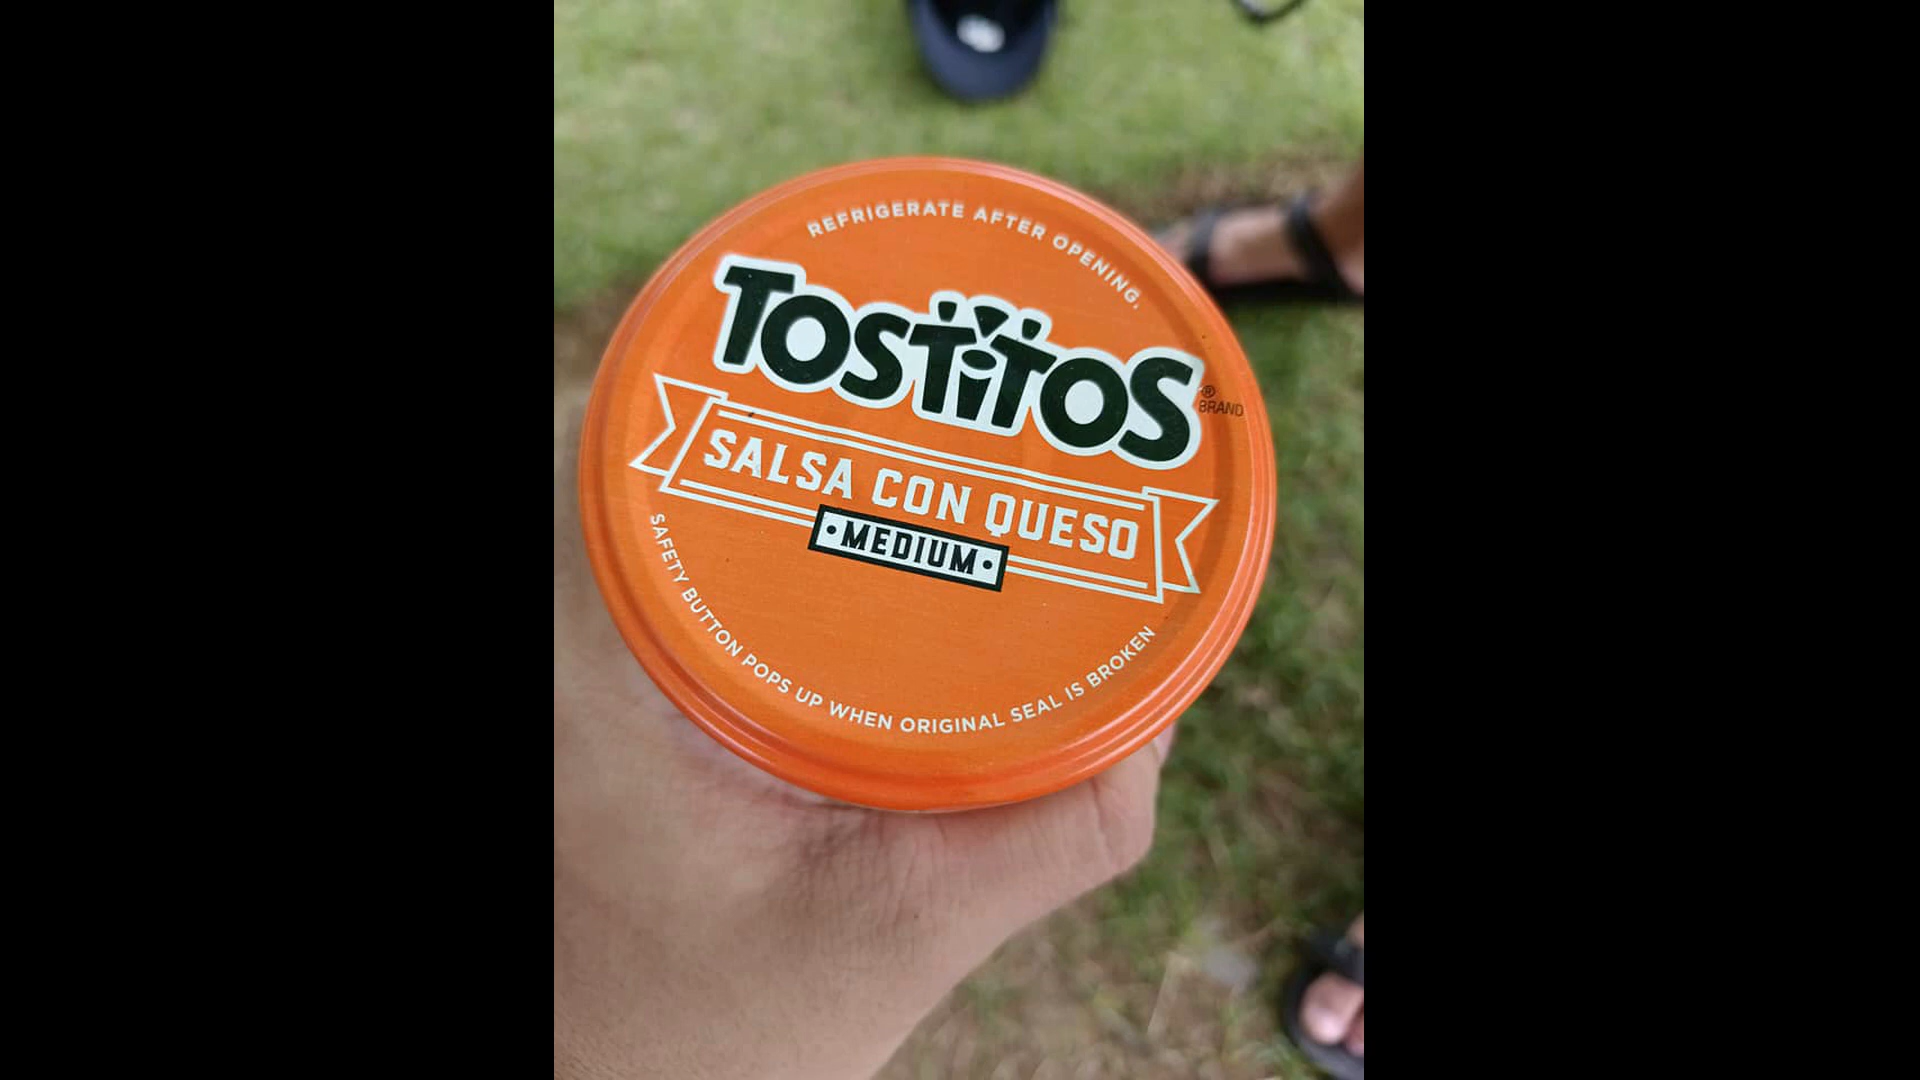 REFRIGERATE AFTER OPENING.
TOSTITOS
® BRAND
SALSA CON QUESO
•MEDIUM•
SAFETY BUTTON POPS UP WHEN ORIGINAL SEAL IS BROKEN